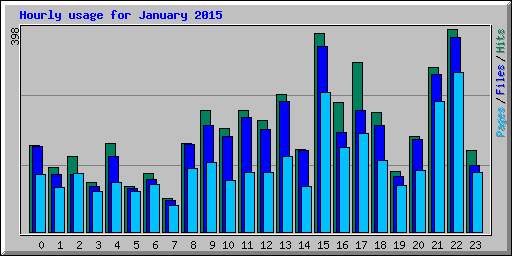 Hourly usage for January 2015
398
Pages/Files/Hits
0 1 2 3 4 5 6 7 8 9 10 11 12 13 14 15 16 17 18 19 20 21 22 23